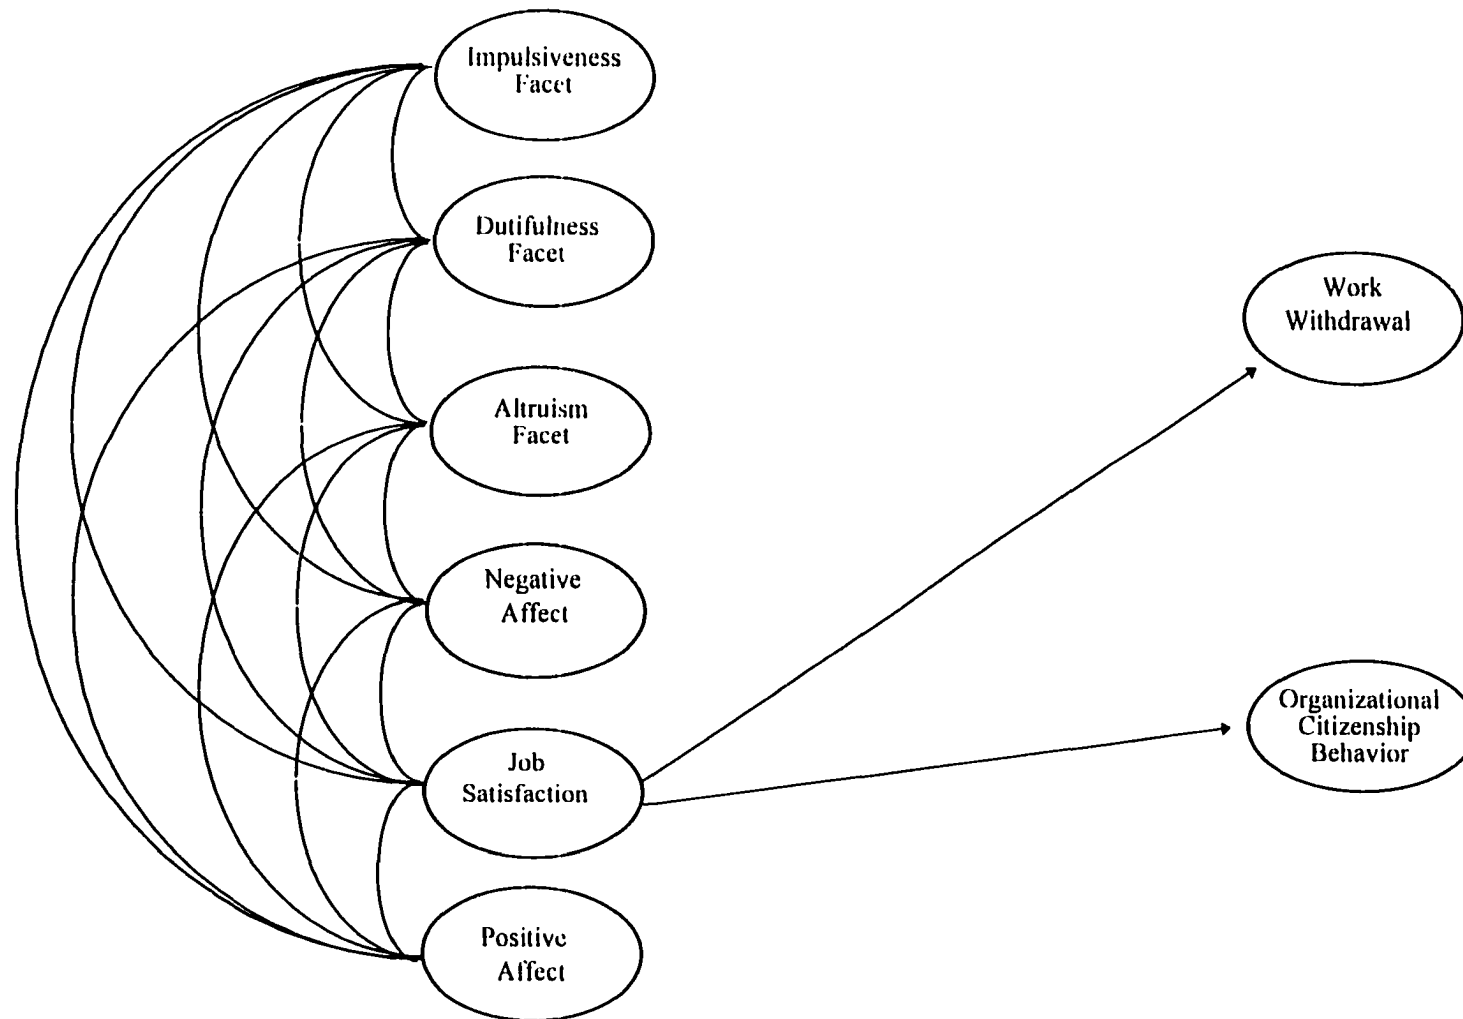 Impulsiveness
Facet
Dutifulness
Facet
Altruism
Facet
Negative
Affect
Job
Satisfaction
Positive
Affect
Work
Withdrawal
Organizational
Citizenship
Behavior